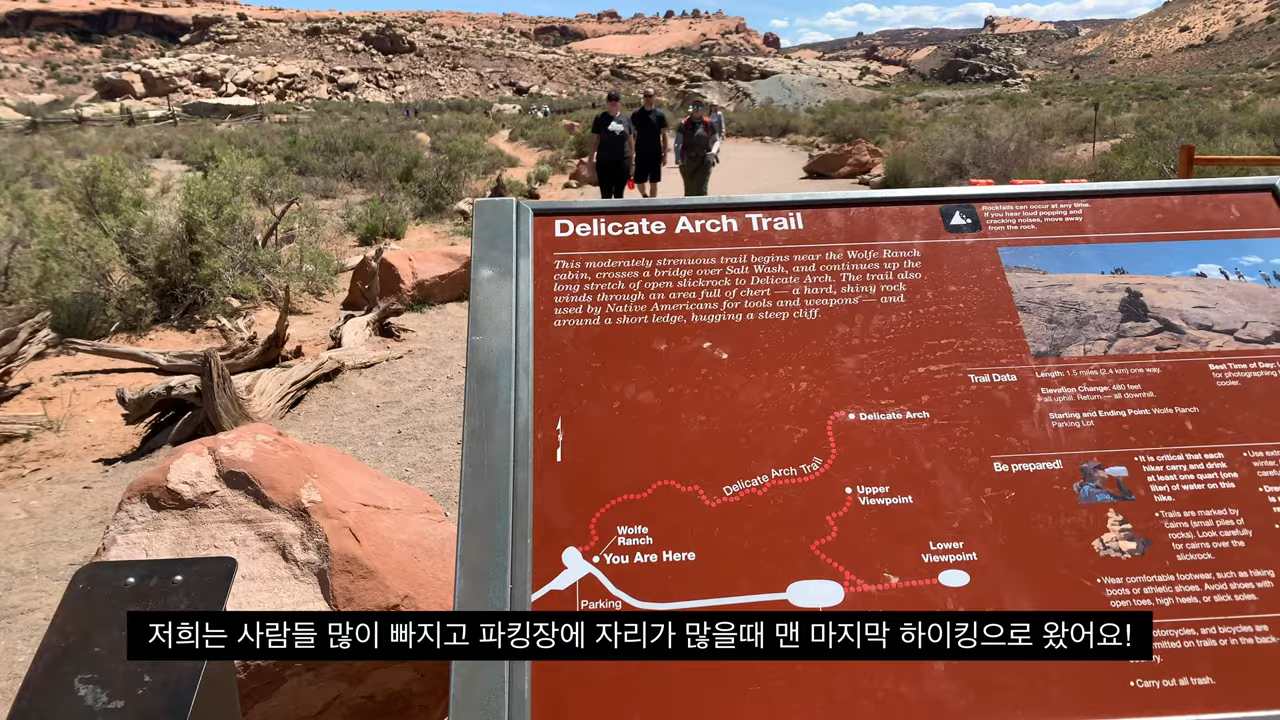 Delicate Arch Trail
This moderately strenuous trail begins near the Wolfe Ranch
cabin, crosses a bridge over Salt Wash, and continues up the
long stretch of open slickrock to Delicate Arch. The trail also
winds through an area full of chert — a hard, shiny rock
used by Native Americans for tools and weapons — and
around a short ledge, hugging a steep cliff.
Rockfalls can occur at any time.
If you hear loud popping and
cracking noises, move away
from the rock.
Trail Data
Length: 1.5 miles (2.4 km) one way.
Elevation Change: 480 feet
all uphill. Return — all downhill.
Starting and Ending Point: Wolfe Ranch
Parking Lot
Best Time of Day:
for photographing
cooler.
Delicate Arch
Delicate Arch Trail
Upper
Viewpoint
Wolfe
Ranch
You Are Here
Lower
Viewpoint
Parking
Be prepared!
• It is critical that each
hiker carry and drink
at least one quart (one
liter) of water on this
hike.
• Trails are marked by
cairns (small piles of
rocks). Look carefully
for cairns over the
slickrock.
• Wear comfortable footwear, such as hiking
boots or athletic shoes. Avoid shoes with
open toes, high heels, or slick soles.
• Use
winter,
is
and bicycles are
on trails or in the
• Carry out all trash.
저희는 사람들 많이 빠지고 파킹장에 자리가 많을때 맨 마지막 하이킹으로 왔어요!